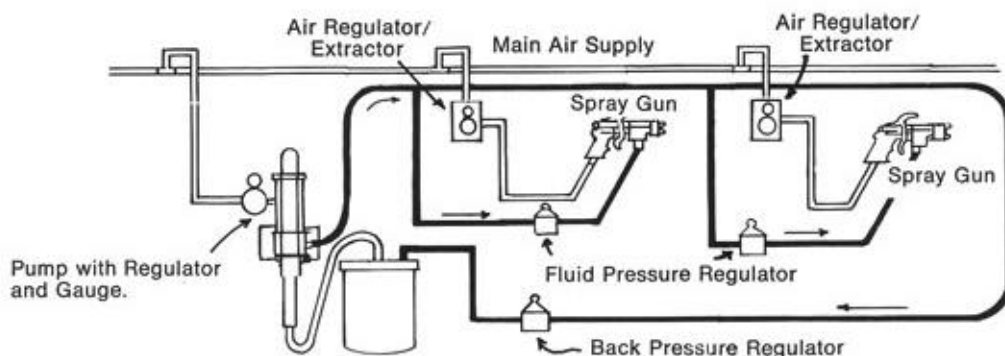 Air Regulator/
Extractor
Main Air Supply
Air Regulator/
Extractor
Spray Gun
Spray Gun
Pump with Regulator
and Gauge.
Fluid Pressure Regulator
Back Pressure Regulator